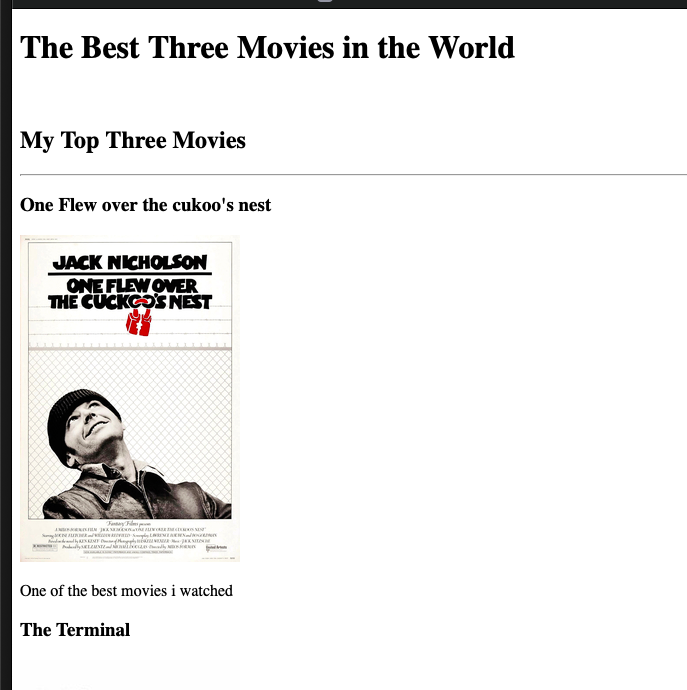 The Best Three Movies in the World
My Top Three Movies
One Flew over the cukoo's nest
JACK NICHOLSON
ONE FLEW OVER
THE CUCKOO'S NEST
Fantasy Films presents
One of the best movies i watched
The Terminal